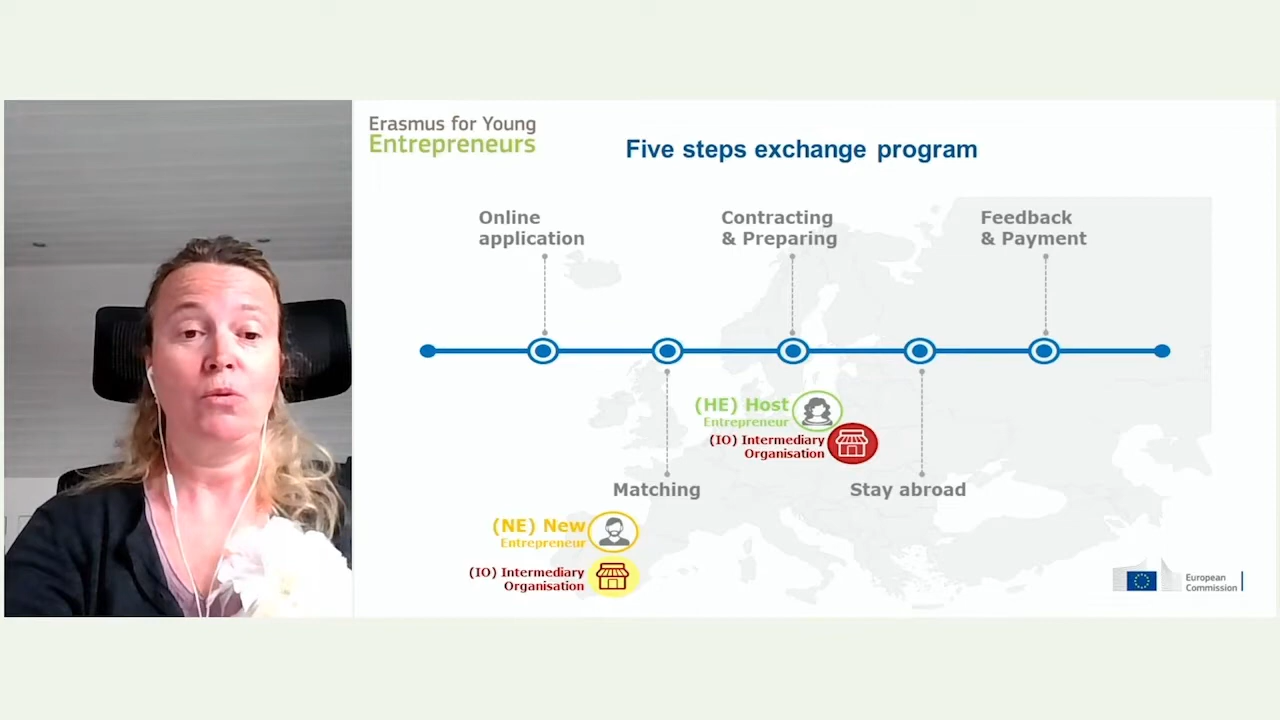 Erasmus for Young
Entrepreneurs
Five steps exchange program
Online
application
Contracting
& Preparing
Feedback
& Payment
(HE) Host
Entrepreneur
(IO) Intermediary
Organisation
Matching
Stay abroad
(NE) New
Entrepreneur
(IO) Intermediary
Organisation
European
Commission